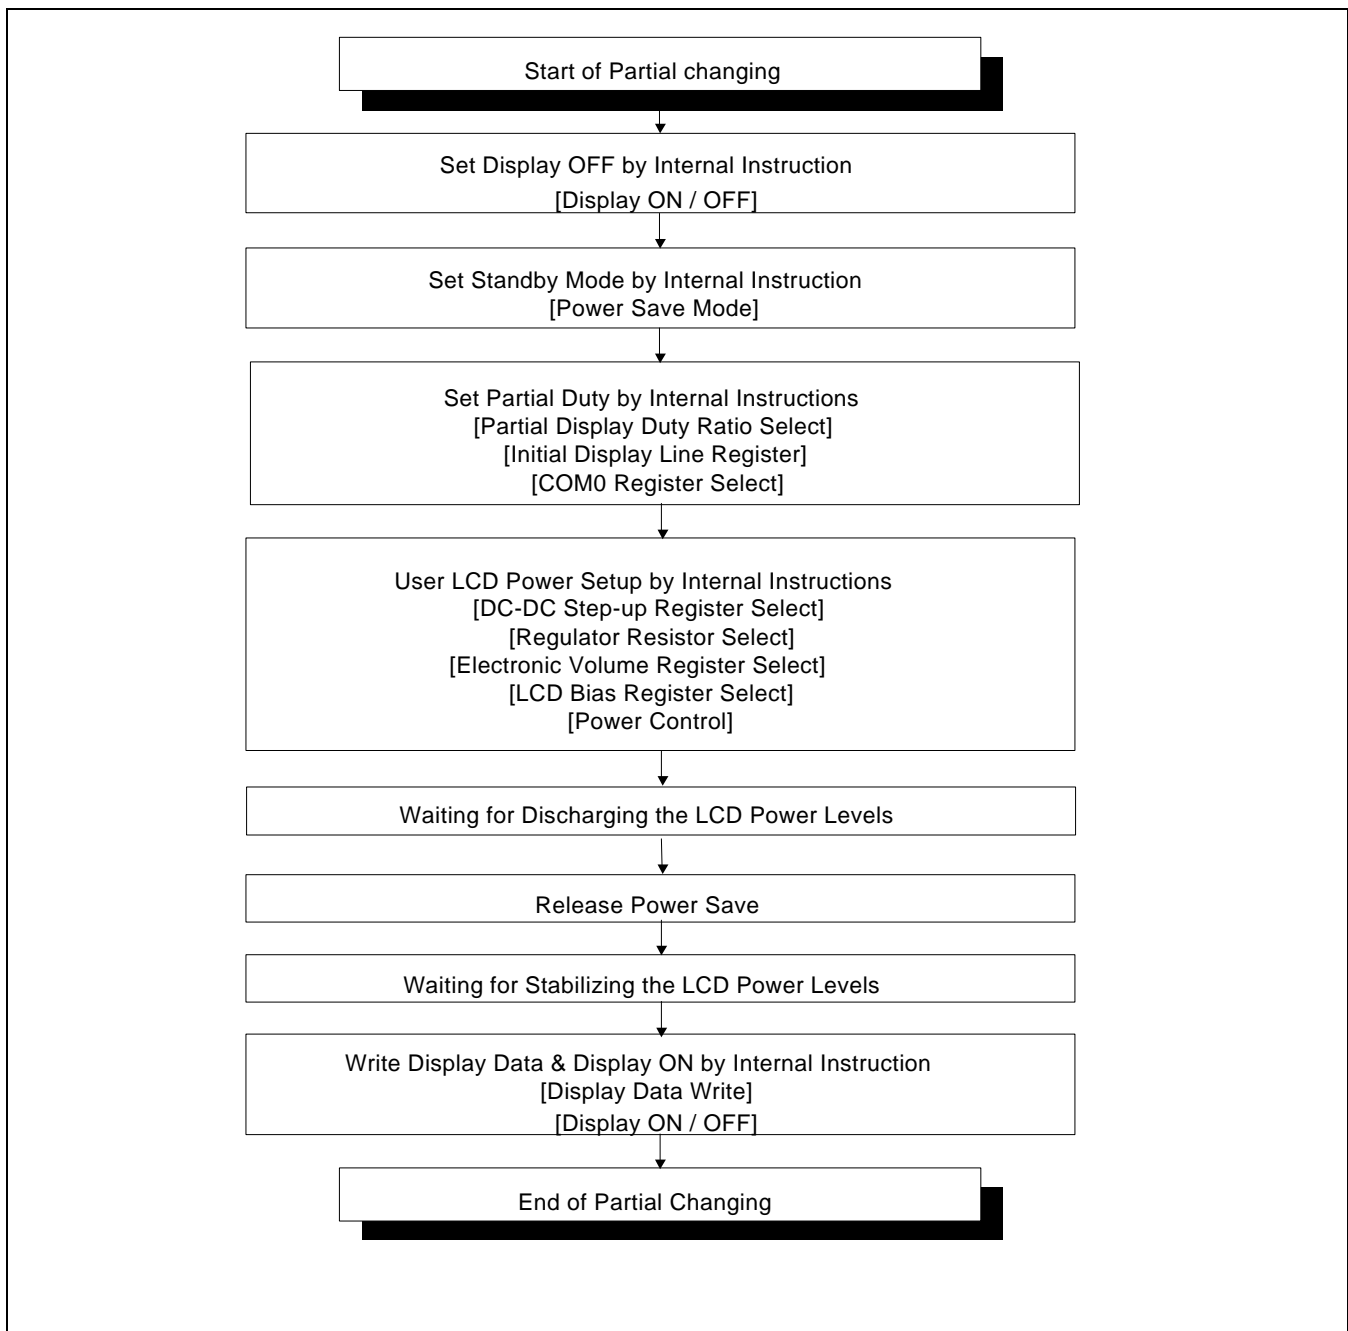 Start of Partial changing
Set Display OFF by Internal Instruction
[Display ON / OFF]
Set Standby Mode by Internal Instruction
[Power Save Mode]
Set Partial Duty by Internal Instructions
[Partial Display Duty Ratio Select]
[Initial Display Line Register]
[COM0 Register Select]
User LCD Power Setup by Internal Instructions
[DC-DC Step-up Register Select]
[Regulator Resistor Select]
[Electronic Volume Register Select]
[LCD Bias Register Select]
[Power Control]
Waiting for Discharging the LCD Power Levels
Release Power Save
Waiting for Stabilizing the LCD Power Levels
Write Display Data & Display ON by Internal Instruction
[Display Data Write]
[Display ON / OFF]
End of Partial Changing